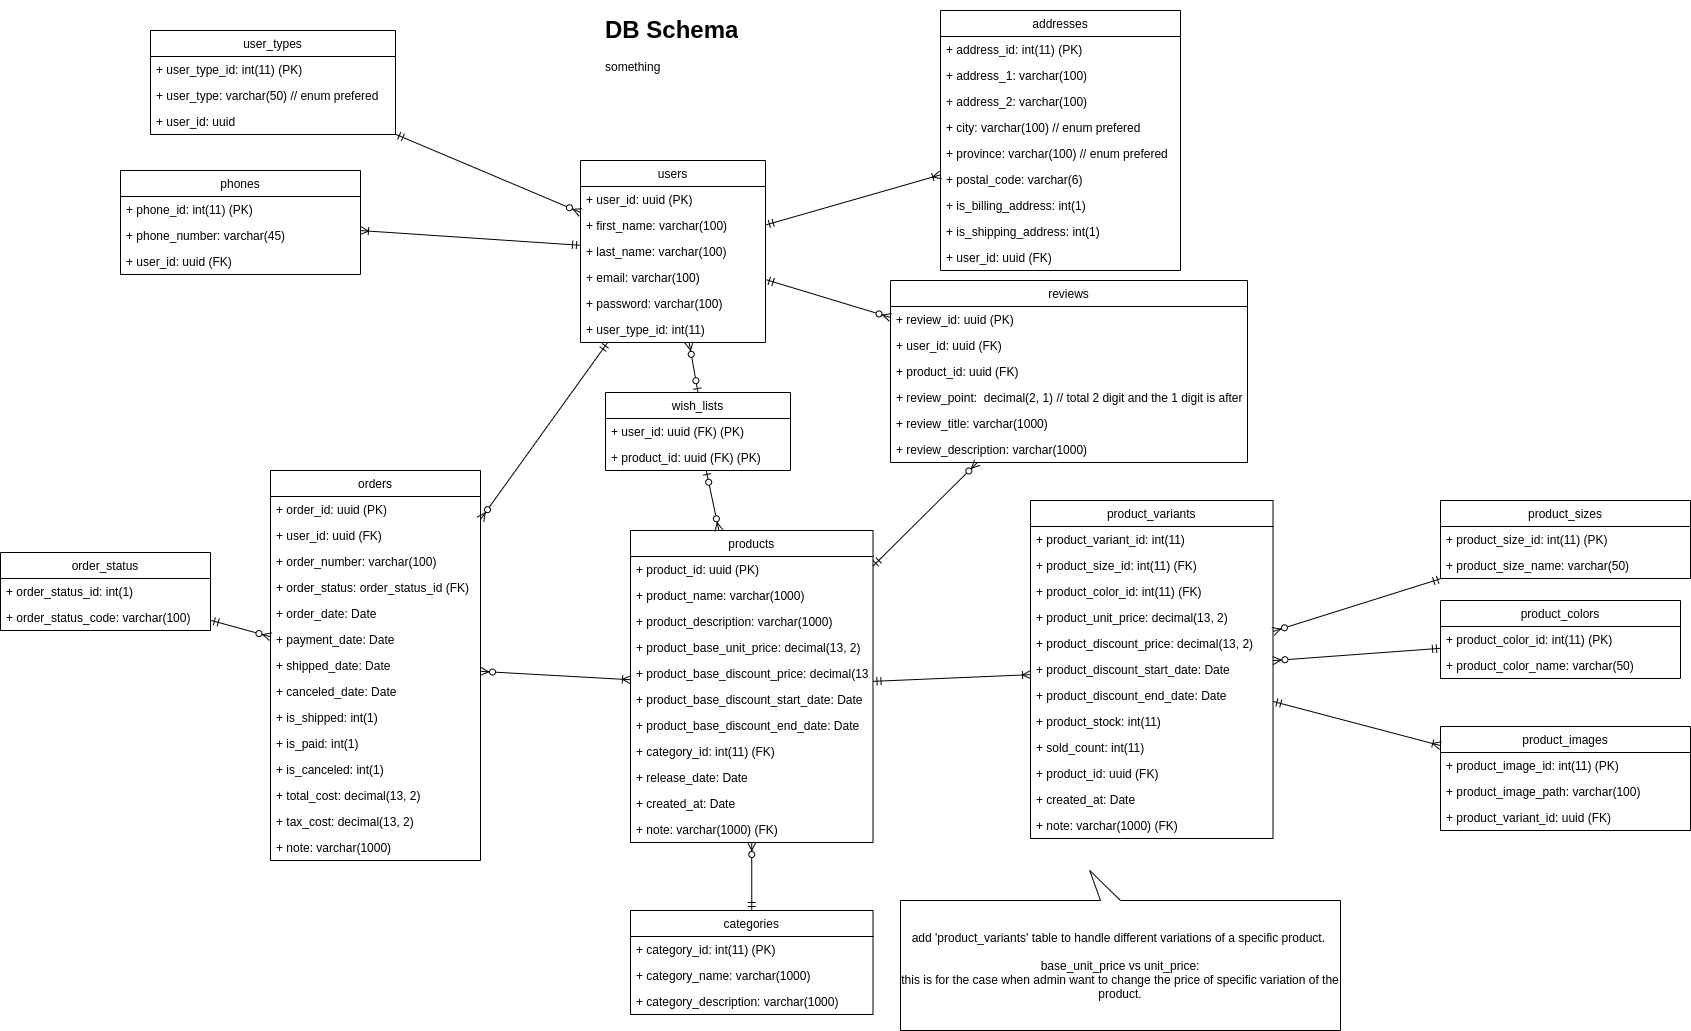 DB Schema
something
user_types
+ user_type_id: int(11) (PK)
+ user_type: varchar(50) // enum prefered
+ user_id: uuid
phones
+ phone_id: int(11) (PK)
+ phone_number: varchar(45)
+ user_id: uuid (FK)
users
+ user_id: uuid (PK)
+ first_name: varchar(100)
+ last_name: varchar(100)
+ email: varchar(100)
+ password: varchar(100)
+ user_type_id: int(11)
addresses
+ address_id: int(11) (PK)
+ address_1: varchar(100)
+ address_2: varchar(100)
+ city: varchar(100) // enum prefered
+ province: varchar(100) // enum prefered
+ postal_code: varchar(6)
+ is_billing_address: int(1)
+ is_shipping_address: int(1)
+ user_id: uuid (FK)
reviews
+ review_id: uuid (PK)
+ user_id: uuid (FK)
+ product_id: uuid (FK)
+ review_point:  decimal(2, 1) // total 2 digit and the 1 digit is after
+ review_title: varchar(1000)
+ review_description: varchar(1000)
wish_lists
+ user_id: uuid (FK) (PK)
+ product_id: uuid (FK) (PK)
orders
+ order_id: uuid (PK)
+ user_id: uuid (FK)
+ order_number: varchar(100)
+ order_status: order_status_id (FK)
+ order_date: Date
+ payment_date: Date
+ shipped_date: Date
+ canceled_date: Date
+ is_shipped: int(1)
+ is_paid: int(1)
+ is_canceled: int(1)
+ total_cost: decimal(13, 2)
+ tax_cost: decimal(13, 2)
+ note: varchar(1000)
order_status
+ order_status_id: int(1)
+ order_status_code: varchar(100)
products
+ product_id: uuid (PK)
+ product_name: varchar(1000)
+ product_description: varchar(1000)
+ product_base_unit_price: decimal(13, 2)
+ product_base_discount_price: decimal(13
+ product_base_discount_start_date: Date
+ product_base_discount_end_date: Date
+ category_id: int(11) (FK)
+ release_date: Date
+ created_at: Date
+ note: varchar(1000) (FK)
product_variants
+ product_variant_id: int(11)
+ product_size_id: int(11) (FK)
+ product_color_id: int(11) (FK)
+ product_unit_price: decimal(13, 2)
+ product_discount_price: decimal(13, 2)
+ product_discount_start_date: Date
+ product_discount_end_date: Date
+ product_stock: int(11)
+ sold_count: int(11)
+ product_id: uuid (FK)
+ created_at: Date
+ note: varchar(1000) (FK)
product_sizes
+ product_size_id: int(11) (PK)
+ product_size_name: varchar(50)
product_colors
+ product_color_id: int(11) (PK)
+ product_color_name: varchar(50)
product_images
+ product_image_id: int(11) (PK)
+ product_image_path: varchar(100)
+ product_variant_id: uuid (FK)
categories
+ category_id: int(11) (PK)
+ category_name: varchar(1000)
+ category_description: varchar(1000)
add 'product_variants' table to handle different variations of a specific product.
base_unit_price vs unit_price:
this is for the case when admin want to change the price of specific variation of the
product.